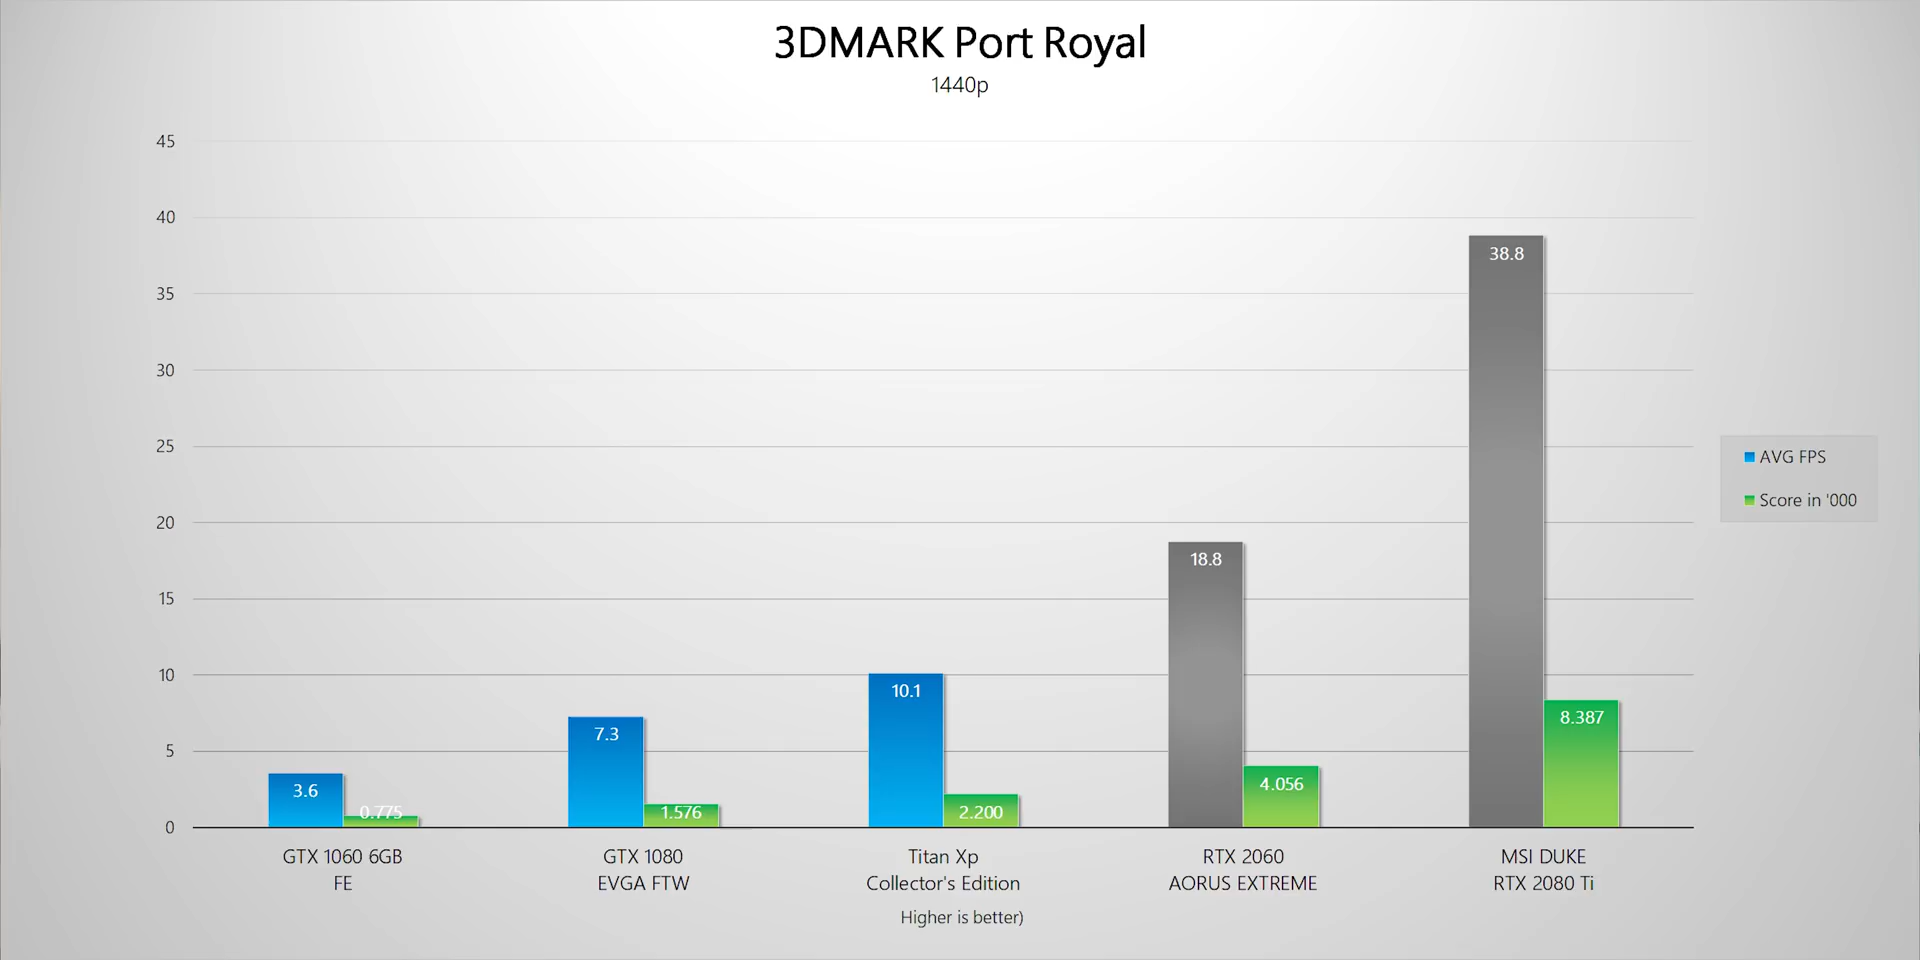 3DMARK Port Royal
1440p
45
40
35
30
25
20
15
10
5
0
3.6
0.775
7.3
1.576
10.1
2.200
18.8
4.056
38.8
8.387
AVG FPS
Score in '000
GTX 1060 6GB
FE
GTX 1080
EVGA FTW
Titan Xp
Collector's Edition
RTX 2060
AORUS EXTREME
MSI DUKE
RTX 2080 Ti
Higher is better)